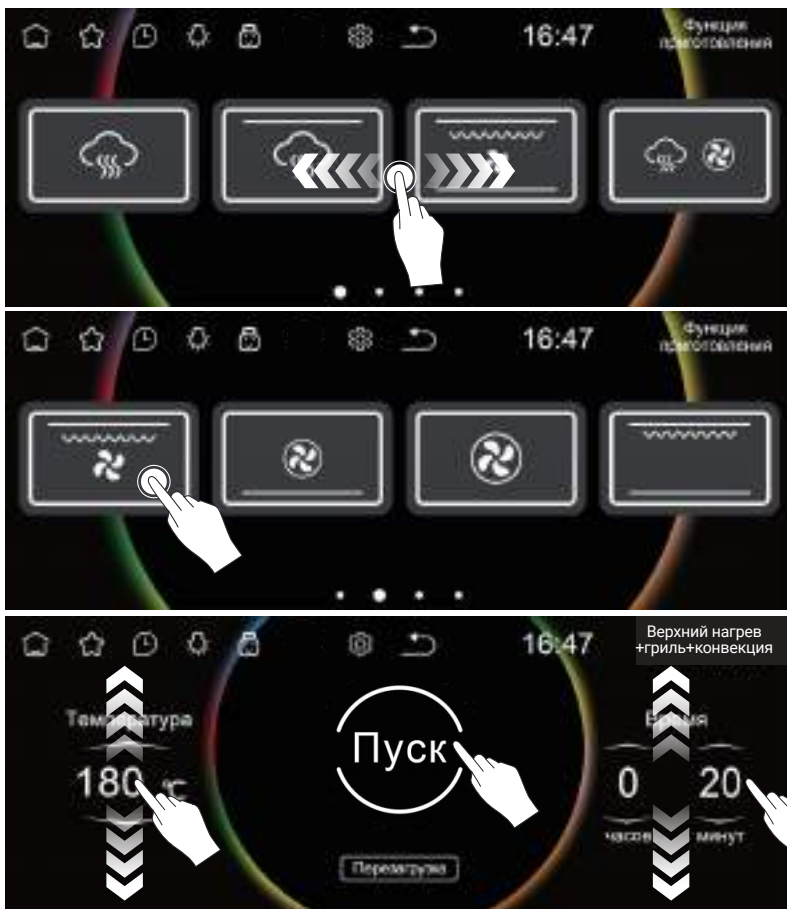 16:47
Функция
приготовления
16:47
Функция
приготовления
16:47
Верхний нагрев
+гриль+конвекция
Температура
Время
Пуск
180 °C
0
20
часов
минут
Перезагрузка